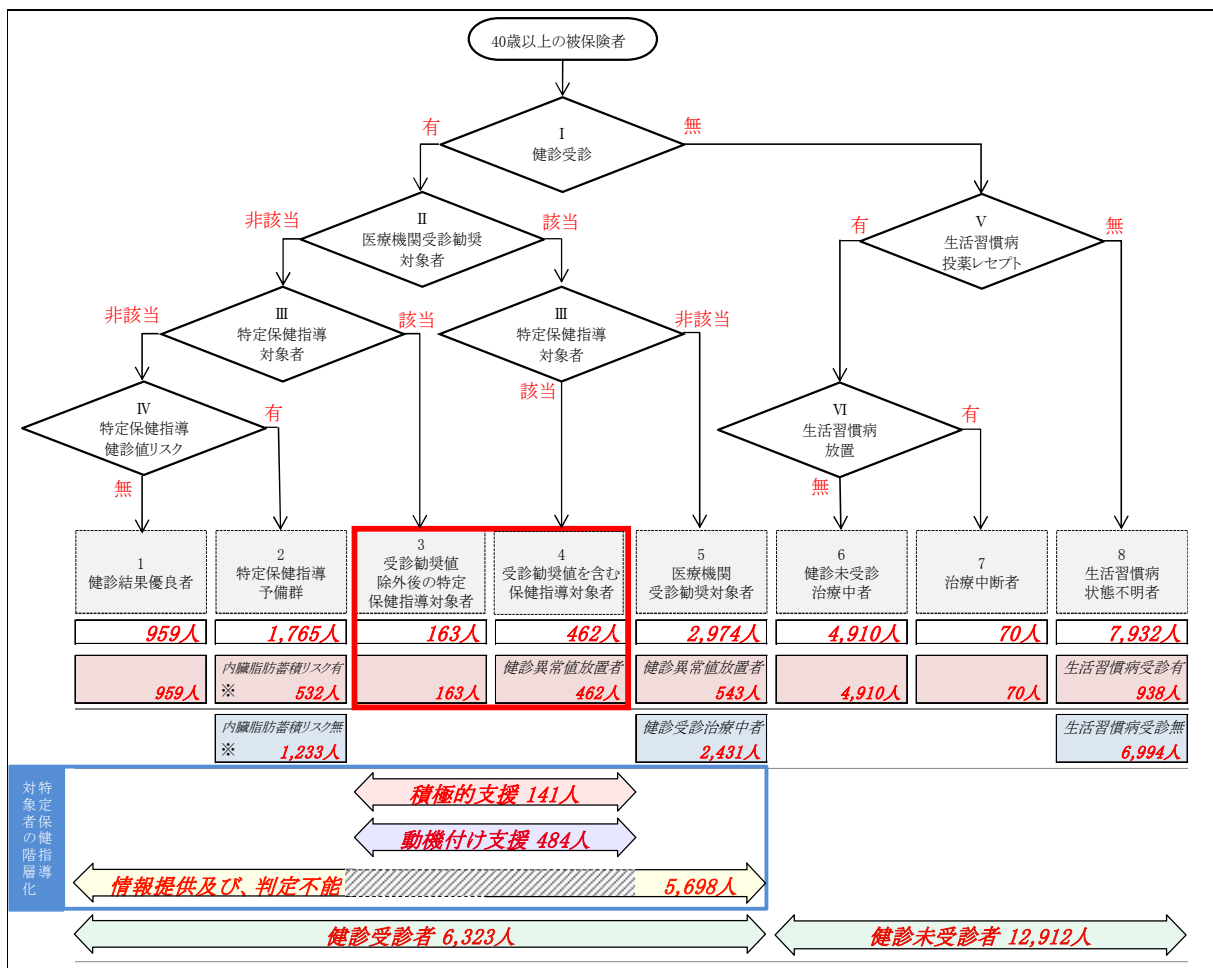 40歳以上の被保険者
Ⅰ
健診受診
有
無
Ⅱ
医療機関受診勧奨
対象者
非該当
該当
Ⅴ
生活習慣病
投薬レセプト
有
無
Ⅲ
特定保健指導
対象者
非該当
該当
Ⅲ
特定保健指導
対象者
非該当
該当
Ⅳ
特定保健指導
健診値リスク
有
無
Ⅵ
生活習慣病
放置
有
無
1
健診結果優良者
2
特定保健指導
予備群
3
受診勧奨値
除外後の特定
保健指導対象者
4
受診勧奨値を含む
保健指導対象者
5
医療機関
受診勧奨対象者
6
健診未受診
治療中者
7
治療中断者
8
生活習慣病
状態不明者
959人
1,765人
163人
462人
2,974人
4,910人
70人
7,932人
959人
内臓脂肪蓄積リスク有
※ 532人
163人
健診異常値放置者
462人
健診異常値放置者
543人
4,910人
70人
生活習慣病受診有
938人
内臓脂肪蓄積リスク無
※ 1,233人
健診受診治療中者
2,431人
生活習慣病受診無
6,994人
特定保健指導
対象者の階層化
積極的支援 141人
動機付け支援 484人
情報提供及び、判定不能
5,698人
健診受診者 6,323人
健診未受診者 12,912人